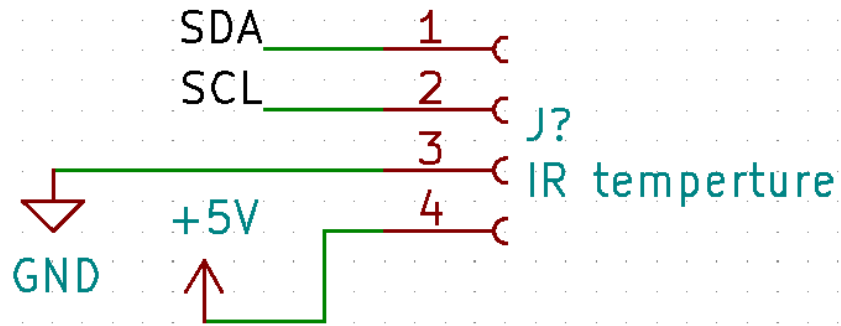 SDA 1
SCL 2
J?
3
IR temperture
+5V 4
GND